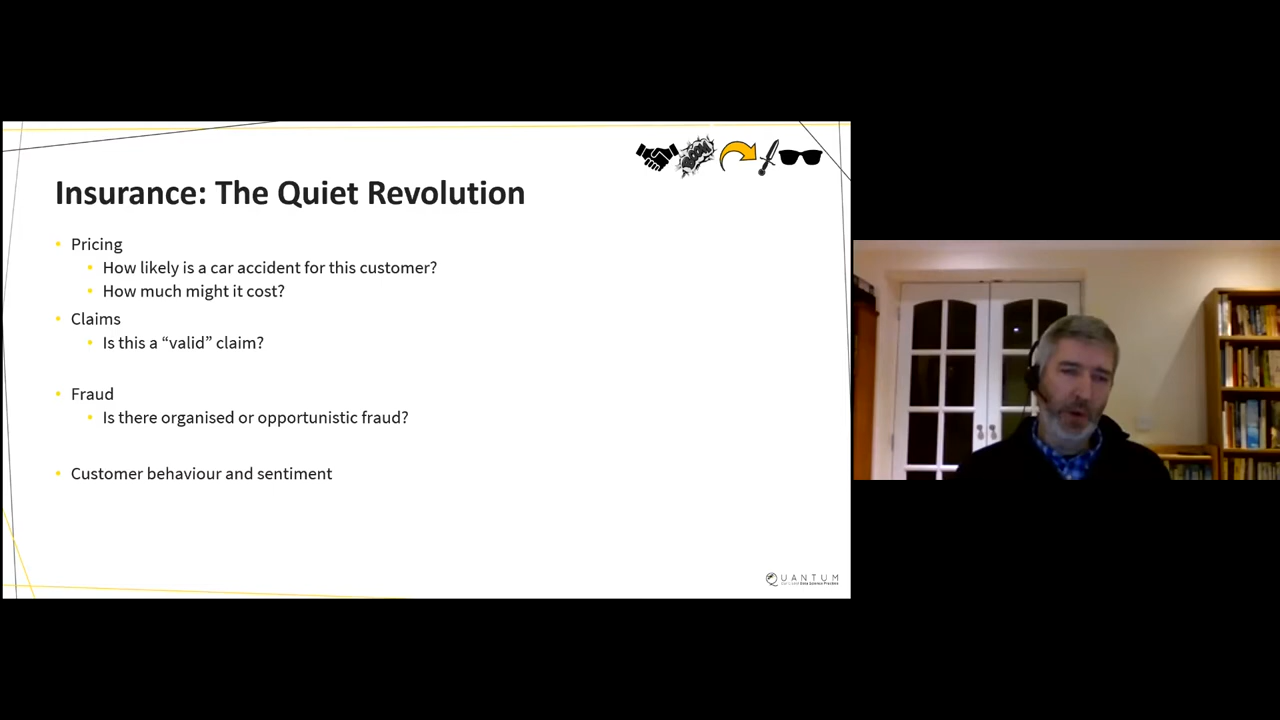 BOOM
Insurance: The Quiet Revolution
• Pricing
• How likely is a car accident for this customer?
• How much might it cost?
• Claims
• Is this a “valid” claim?
• Fraud
• Is there organised or opportunistic fraud?
• Customer behaviour and sentiment
QUANTUM